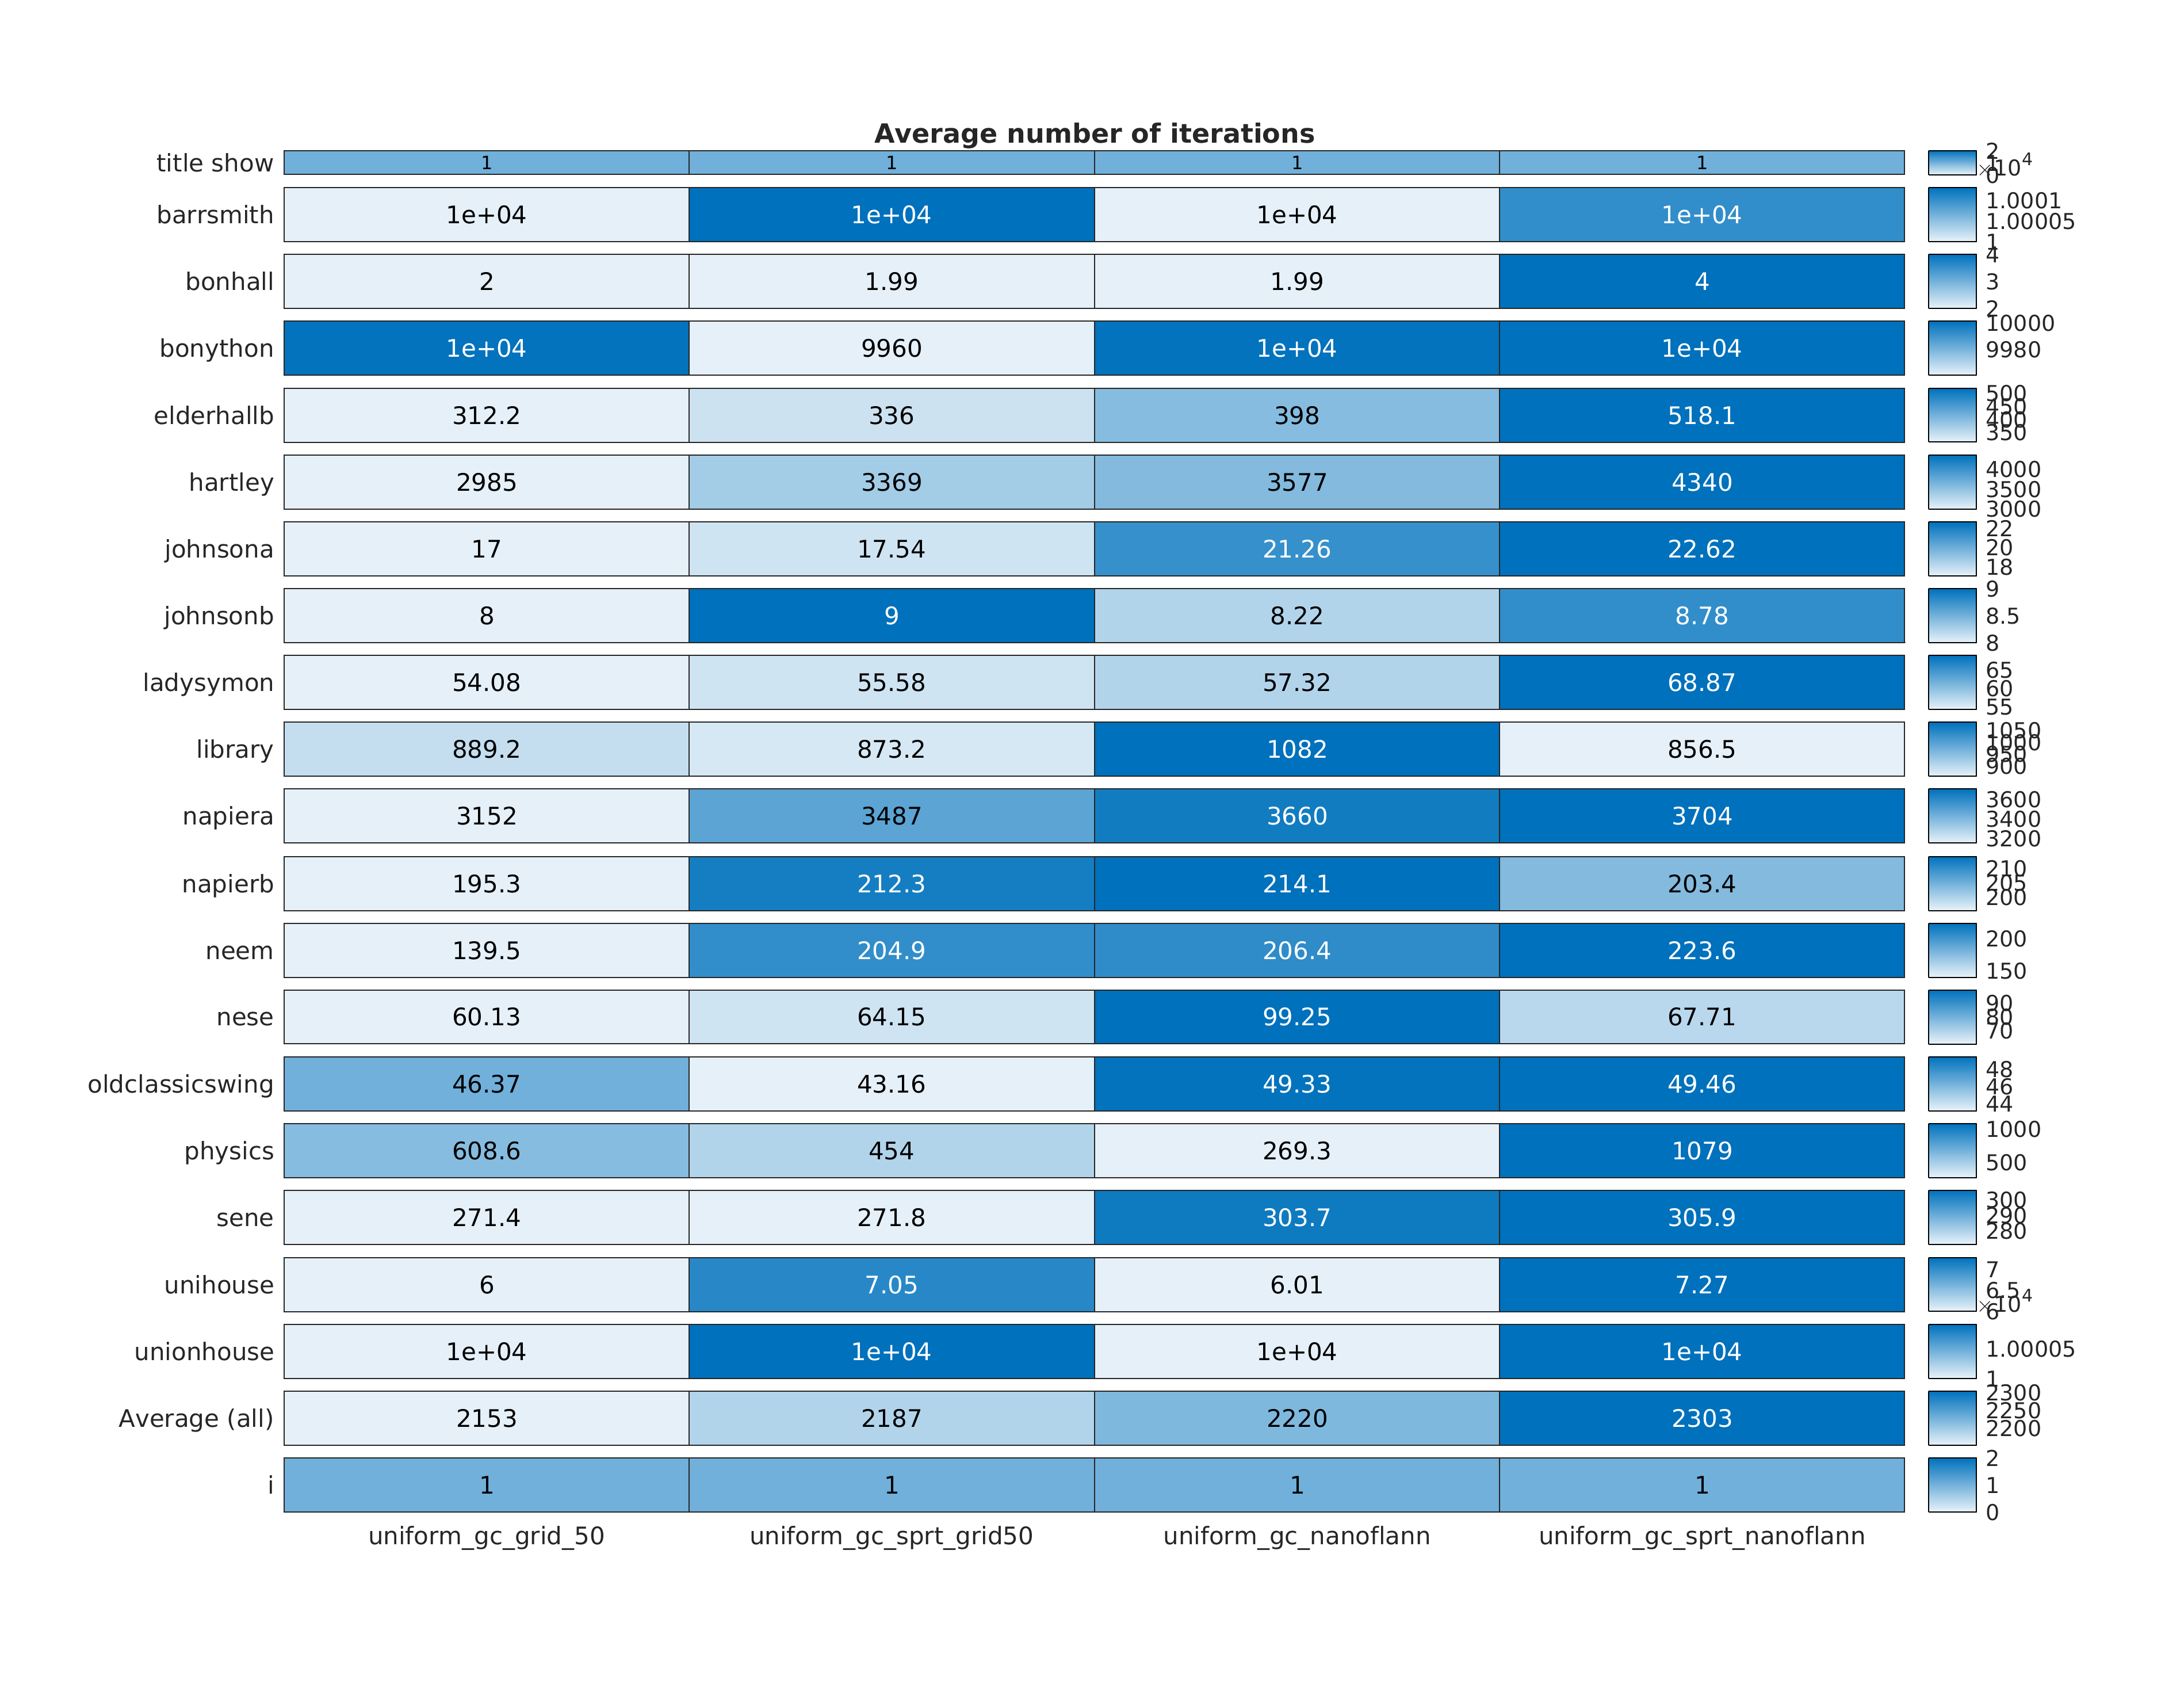 Average number of iterations
title show 1 1 1 1 2 1 0 ×10⁴
barrsmith 1e+04 1e+04 1e+04 1e+04 1.0001 1.00005 1
bonhall 2 1.99 1.99 4 4 3 2
bonython 1e+04 9960 1e+04 1e+04 10000 9980
elderhallb 312.2 336 398 518.1 500 450 400 350
hartley 2985 3369 3577 4340 4000 3500 3000
johnsona 17 17.54 21.26 22.62 22 20 18
johnsonb 8 9 8.22 8.78 9 8.5 8
ladysymon 54.08 55.58 57.32 68.87 65 60 55
library 889.2 873.2 1082 856.5 1050 1000 950 900
napiera 3152 3487 3660 3704 3600 3400 3200
napierb 195.3 212.3 214.1 203.4 210 205 200
neem 139.5 204.9 206.4 223.6 200 150
nese 60.13 64.15 99.25 67.71 90 80 70
oldclassicswing 46.37 43.16 49.33 49.46 48 46 44
physics 608.6 454 269.3 1079 1000 500
sene 271.4 271.8 303.7 305.9 300 290 280
unihouse 6 7.05 6.01 7.27 7 6.5 6 ×10⁴
unionhouse 1e+04 1e+04 1e+04 1e+04 1.00005 1
Average (all) 2153 2187 2220 2303 2300 2250 2200
i 1 1 1 1 2 1 0
uniform_gc_grid_50 uniform_gc_sprt_grid50 uniform_gc_nanoflann uniform_gc_sprt_nanoflann